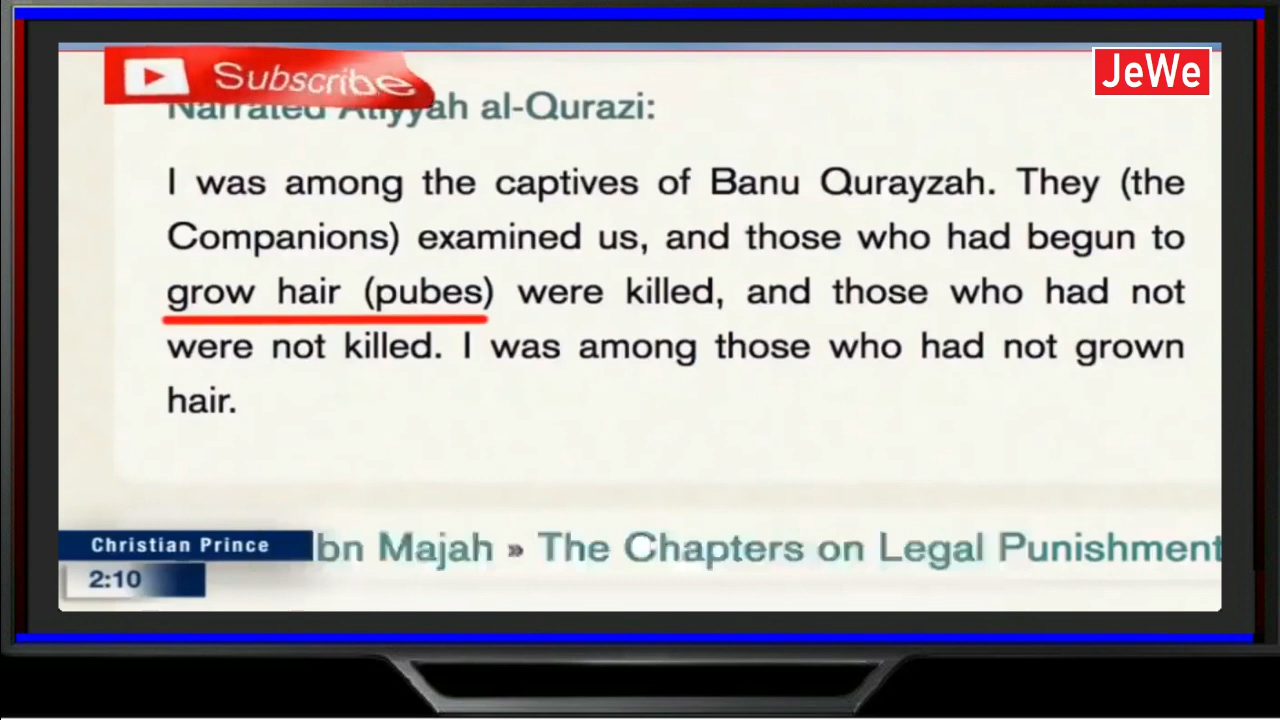 Subscribe
JeWe
Narrated Atiyyah al-Qurazi:
I was among the captives of Banu Qurayzah. They (the
Companions) examined us, and those who had begun to
grow hair (pubes) were killed, and those who had not
were not killed. I was among those who had not grown
hair.
Christian Prince
bn Majah » The Chapters on Legal Punishment
2:10